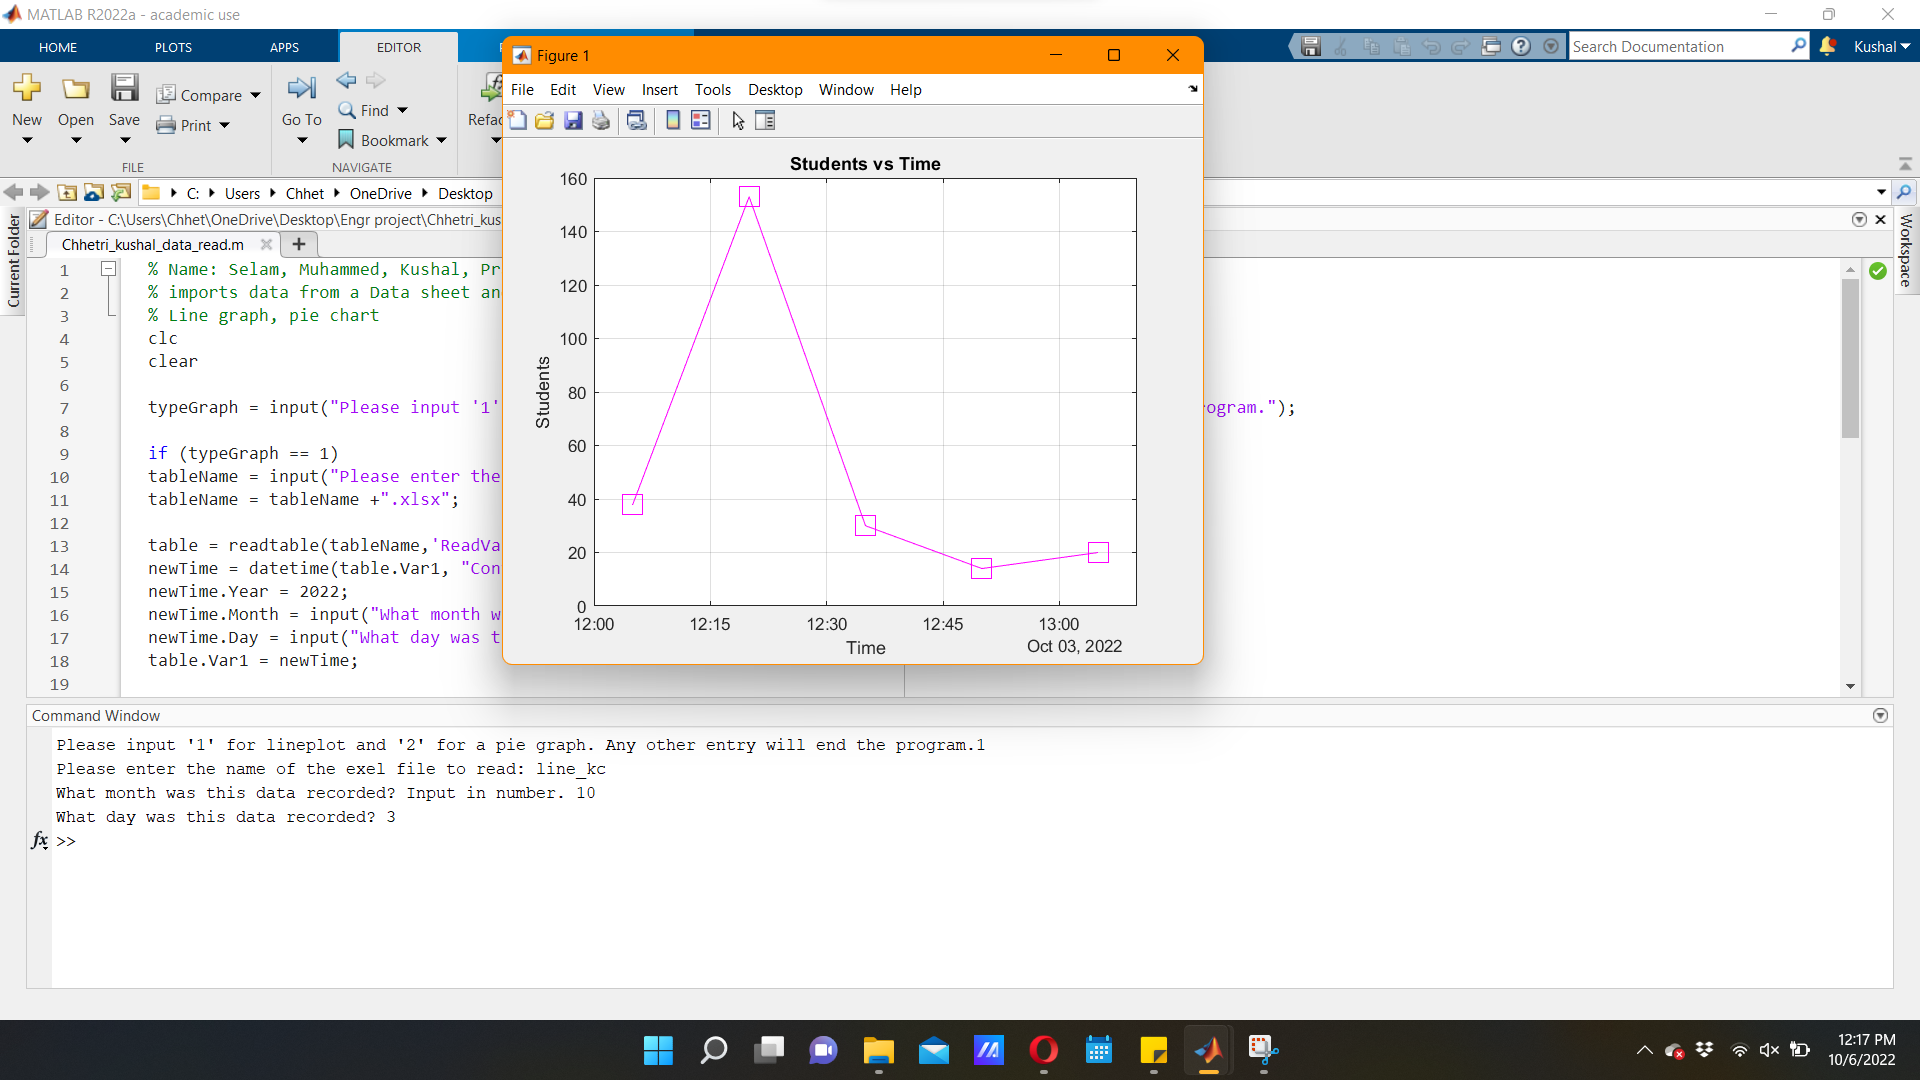 MATLAB R2022a - academic use
HOME PLOTS APPS EDITOR
Search Documentation
Kushal
New Open Save Compare Print
Go To Find Bookmark
Refac
FILE NAVIGATE
C: Users Chhet OneDrive Desktop
Editor - C:\Users\Chhet\OneDrive\Desktop\Engr project\Chhetri_kus
Chhetri_kushal_data_read.m +
Current Folder
Workspace
1 % Name: Selam, Muhammed, Kushal, Pr
2 % imports data from a Data sheet an
3 % Line graph, pie chart
4 clc
5 clear
6
7 typeGraph = input("Please input '1' ogram.");
8
9 if (typeGraph == 1)
10 tableName = input("Please enter the
11 tableName = tableName +".xlsx";
12
13 table = readtable(tableName,'ReadVa
14 newTime = datetime(table.Var1, "Con
15 newTime.Year = 2022;
16 newTime.Month = input("What month w
17 newTime.Day = input("What day was t
18 table.Var1 = newTime;
19
Figure 1
File Edit View Insert Tools Desktop Window Help
Students vs Time
160
140
120
100
80
60
40
20
0
Students
12:00 12:15 12:30 12:45 13:00
Time
Oct 03, 2022
Command Window
Please input '1' for lineplot and '2' for a pie graph. Any other entry will end the program.1
Please enter the name of the exel file to read: line_kc
What month was this data recorded? Input in number. 10
What day was this data recorded? 3
fx >>
12:17 PM
10/6/2022